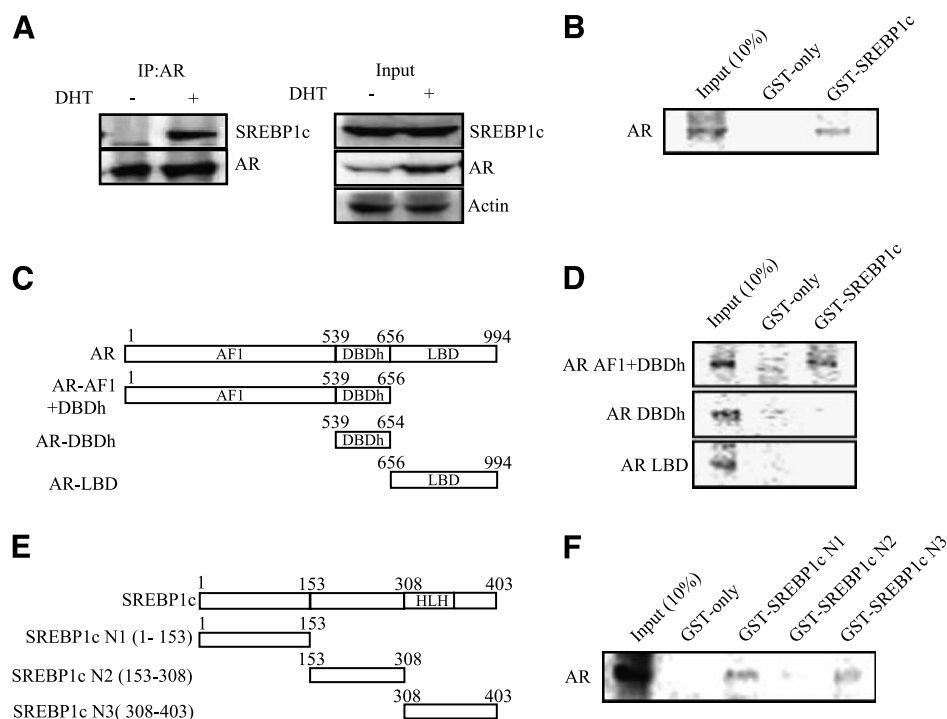 A
IP:AR
DHT - +
SREBP1c
AR
Input
DHT - +
SREBP1c
AR
Actin
B
Input (10%)
GST-only
GST-SREBP1c
AR
C
1 539 656 994
AR AF1 DBDh LBD
1 539 656
AR-AF1
+DBDh
AF1 DBDh
539 654
AR-DBDh DBDh
656 994
AR-LBD LBD
D
Input (10%)
GST-only
GST-SREBP1c
AR AF1+DBDh
AR DBDh
AR LBD
E
1 153 308 403
SREBP1c HLH
1 153
SREBP1c N1 (1- 153)
153 308
SREBP1c N2 (153-308)
308 403
SREBP1c N3( 308-403)
F
Input (10%)
GST-only
GST-SREBP1c N1
GST-SREBP1c N2
GST-SREBP1c N3
AR